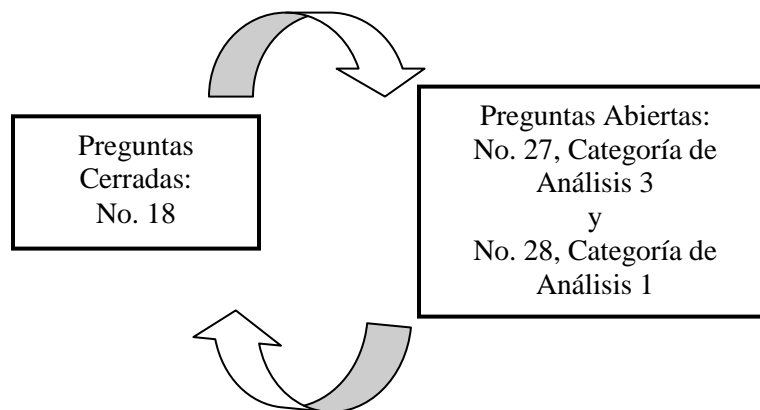 Preguntas
Cerradas:
No. 18
Preguntas Abiertas:
No. 27, Categoría de
Análisis 3
y
No. 28, Categoría de
Análisis 1